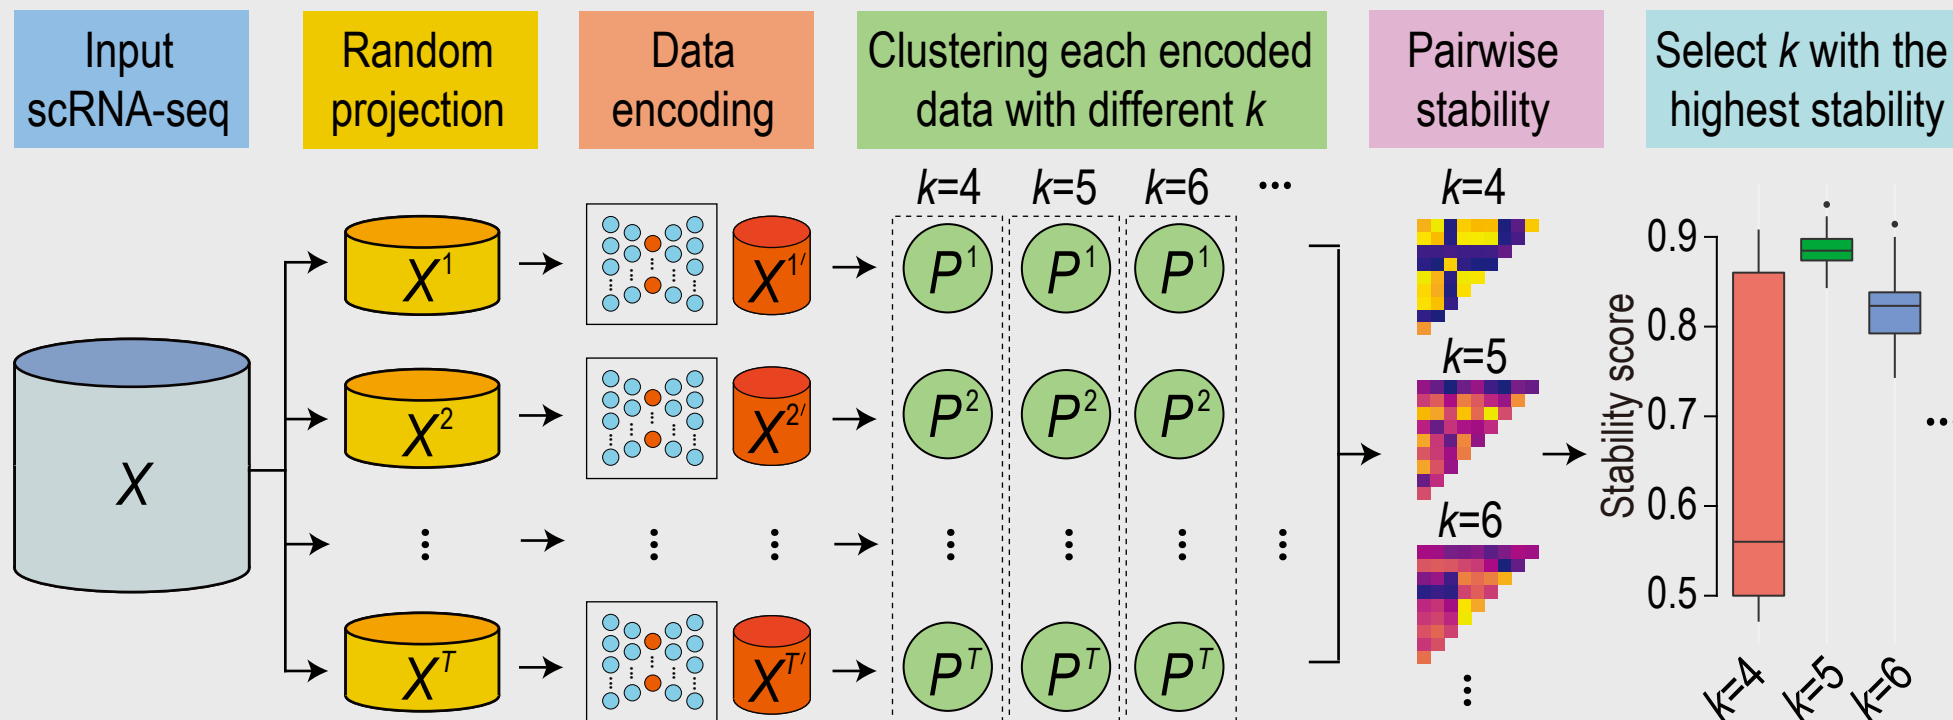 Input
scRNA-seq
Random
projection
Data
encoding
Clustering each encoded
data with different k
Pairwise
stability
Select k with the
highest stability
k=4 k=5 k=6 ...
X
X¹
X¹′
P¹ P¹ P¹
X²
X²′
P² P² P²
Xᵀ
Xᵀ′
Pᵀ Pᵀ Pᵀ
k=4
k=5
k=6
Stability score
0.9
0.8
0.7
0.6
0.5
k=4 k=5 k=6